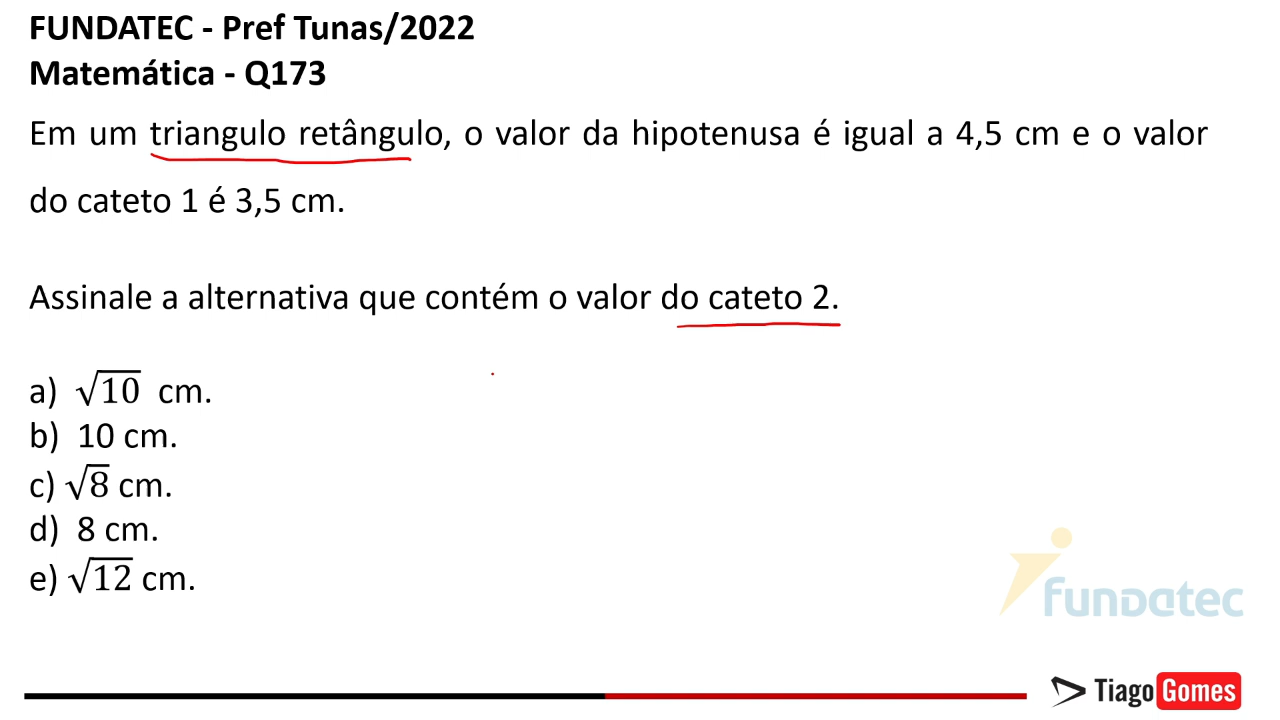 FUNDATEC - Pref Tunas/2022
Matemática - Q173
Em um triangulo retângulo, o valor da hipotenusa é igual a 4,5 cm e o valor
do cateto 1 é 3,5 cm.
Assinale a alternativa que contém o valor do cateto 2.
a) √10 cm.
b) 10 cm.
c) √8 cm.
d) 8 cm.
e) √12 cm.
fundatec
Tiago Gomes